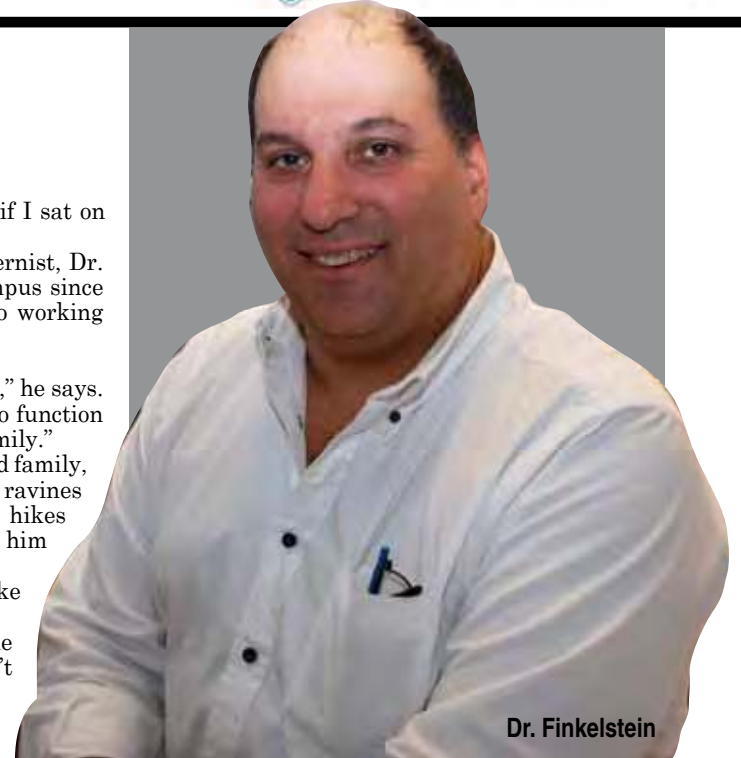 if I sat on
ernist, Dr.
npus since
o working
,” he says.
o function
mily.”
d family,
ravines
hikes
him
ke
e
’t
Dr. Finkelstein